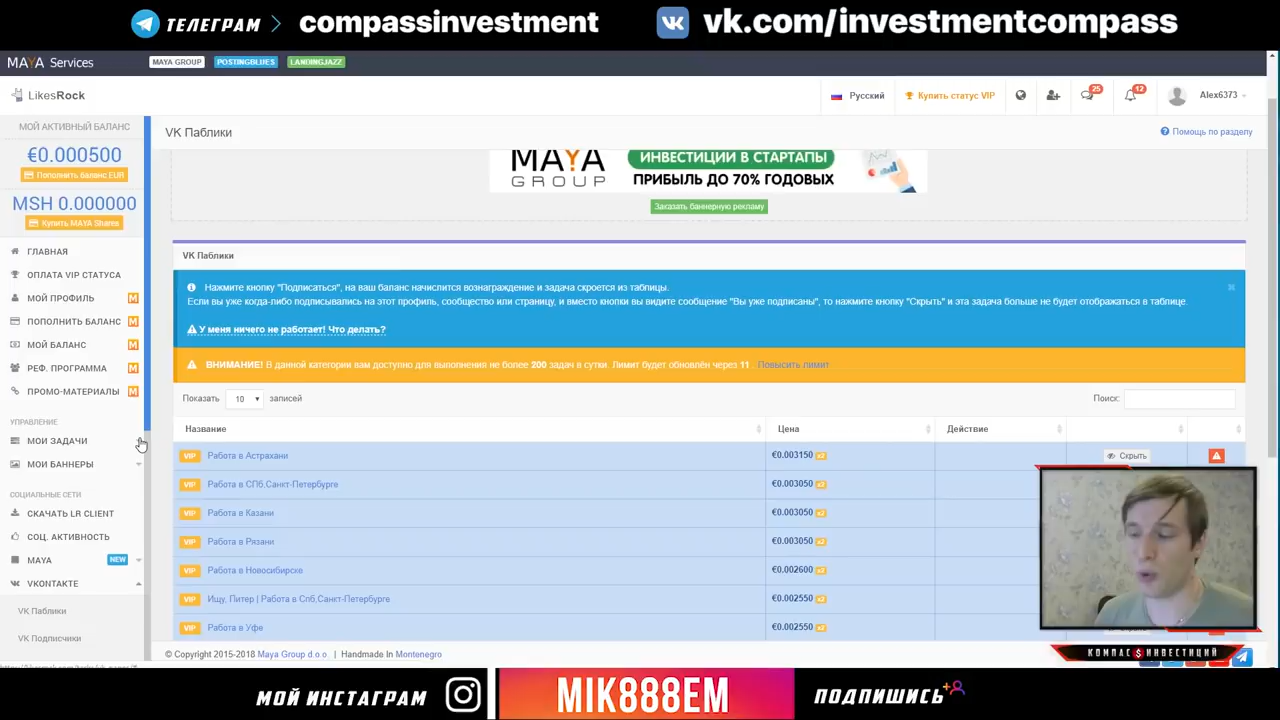 ТЕЛЕГРАМ > compassinvestment
vk.com/investmentcompass
MAYA Services
MAYA GROUP
POSTINGBLUES
LANDINGJAZZ
LikesRock
Русский
Купить статус VIP
25
12
Alex6373
МОЙ АКТИВНЫЙ БАЛАНС
€0.000500
Пополнить баланс EUR
MSH 0.000000
Купить MAYA Shares
ГЛАВНАЯ
ОПЛАТА VIP СТАТУСА
МОЙ ПРОФИЛЬ M
ПОПОЛНИТЬ БАЛАНС M
МОЙ БАЛАНС M
РЕФ. ПРОГРАММА M
ПРОМО-МАТЕРИАЛЫ M
УПРАВЛЕНИЕ
МОИ ЗАДАЧИ
МОИ БАННЕРЫ
СОЦИАЛЬНЫЕ СЕТИ
СКАЧАТЬ LR CLIENT
СОЦ. АКТИВНОСТЬ
MAYA NEW
VKONTAKTE
VK Паблики
VK Подписчики
VK Паблики
Помощь по разделу
MAYA GROUP
ИНВЕСТИЦИИ В СТАРТАПЫ
ПРИБЫЛЬ ДО 70% ГОДОВЫХ
Заказать баннерную рекламу
VK Паблики
Нажмите кнопку "Подписаться", на ваш баланс начислится вознаграждение и задача скроется из таблицы.
Если вы уже когда-либо подписывались на этот профиль, сообщество или страницу, и вместо кнопки вы видите сообщение "Вы уже подписаны", то нажмите кнопку "Скрыть" и эта задача больше не будет отображаться в таблице.
У меня ничего не работает! Что делать?
ВНИМАНИЕ! В данной категории вам доступно для выполнения не более 200 задач в сутки. Лимит будет обновлён через 11 . Повысить лимит
Показать 10 записей
Поиск:
Название Цена Действие
VIP Работа в Астрахани €0.003150 x2 Скрыть
VIP Работа в СПб,Санкт-Петербурге €0.003050 x2
VIP Работа в Казани €0.003050 x2
VIP Работа в Рязани €0.003050 x2
VIP Работа в Новосибирске €0.002600 x2
VIP Ищу, Питер | Работа в Спб,Санкт-Петербурге €0.002550 x2
VIP Работа в Уфе €0.002550 x2
© Copyright 2015-2018 Maya Group d.o.o. | Handmade In Montenegro
КОМПАС $ ИНВЕСТИЦИЙ
МОЙ ИНСТАГРАМ
MIK888EM
ПОДПИШИСЬ